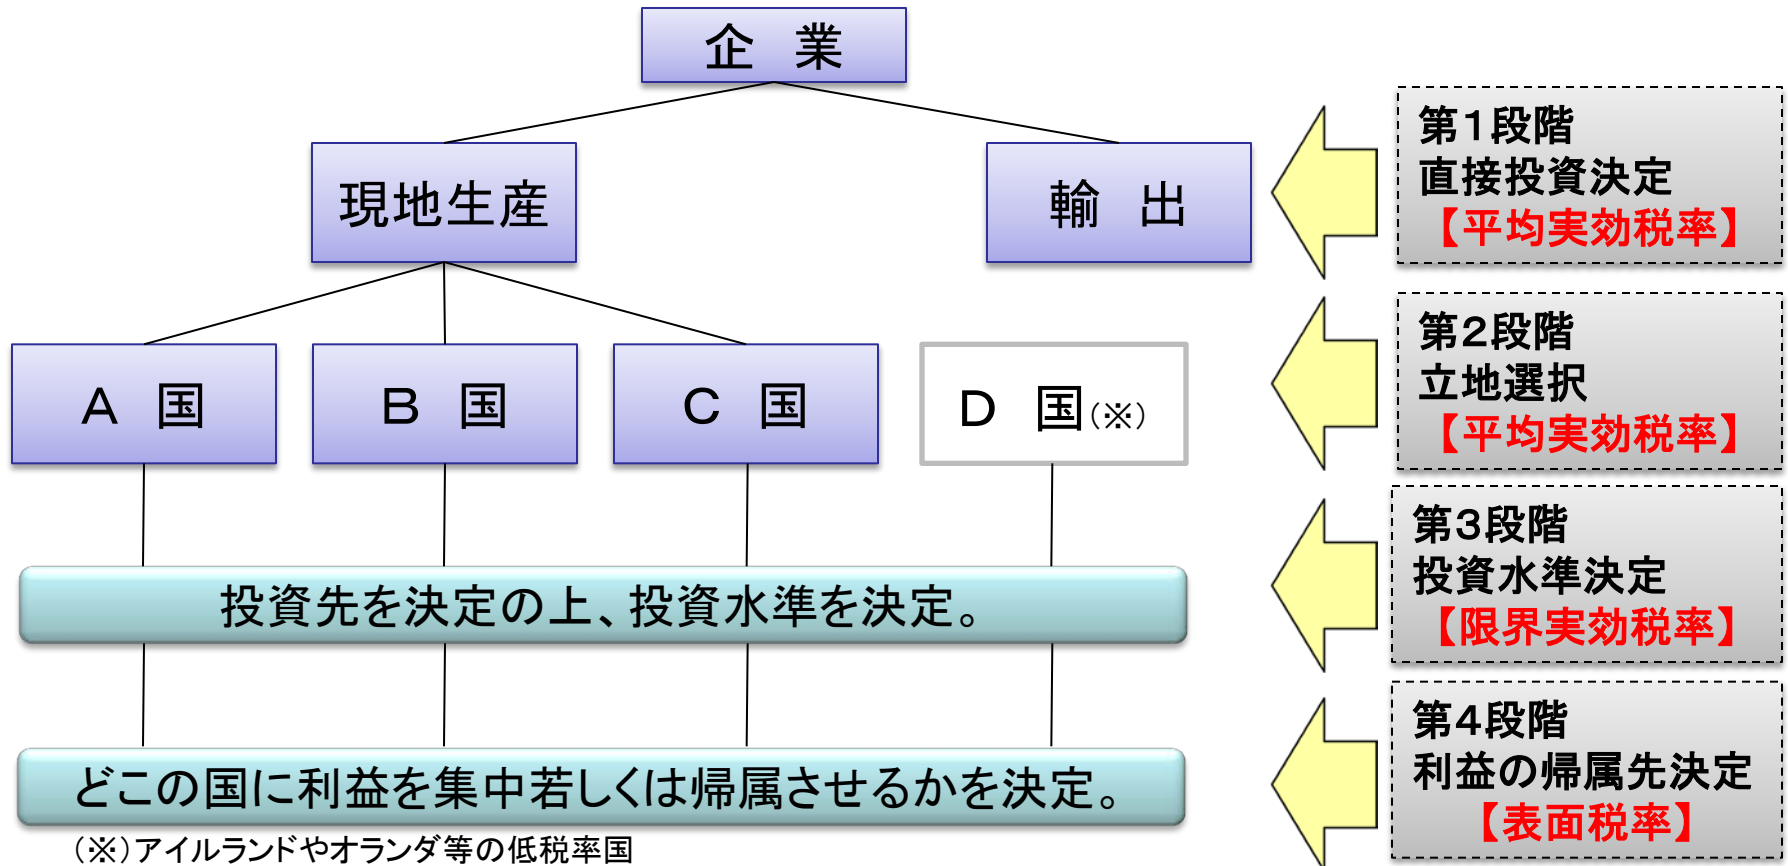 企 業
現地生産
輸 出
第1段階
直接投資決定
【平均実効税率】
A 国
B 国
C 国
D 国(※)
第2段階
立地選択
【平均実効税率】
投資先を決定の上、投資水準を決定。
第3段階
投資水準決定
【限界実効税率】
どこの国に利益を集中若しくは帰属させるかを決定。
第4段階
利益の帰属先決定
【表面税率】
(※)アイルランドやオランダ等の低税率国